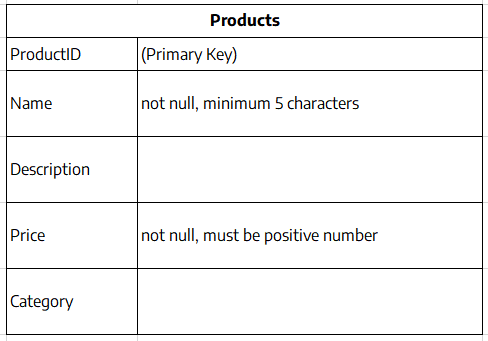 Products
ProductID (Primary Key)
Name not null, minimum 5 characters
Description
Price not null, must be positive number
Category